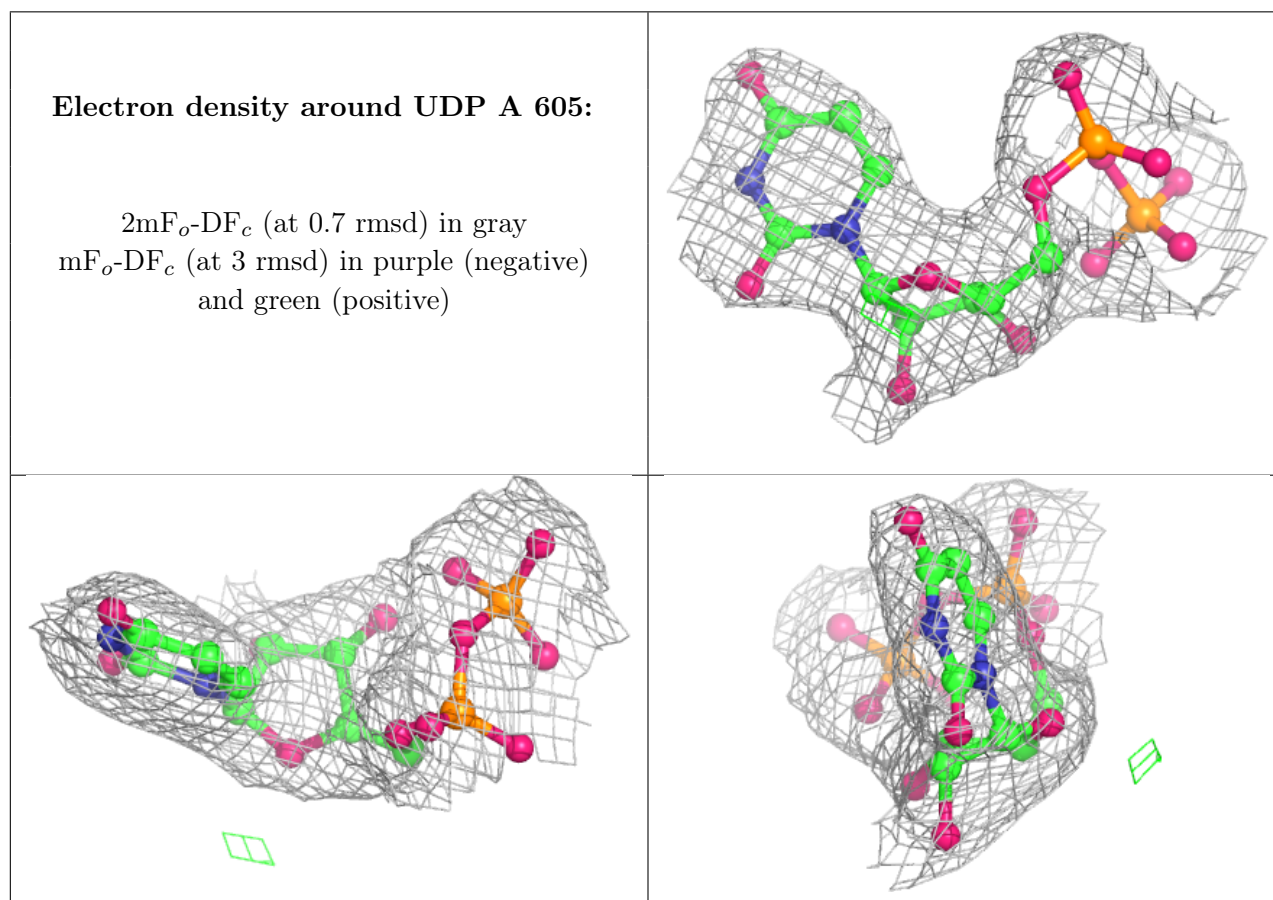 Electron density around UDP A 605:
2mFo-DFc (at 0.7 rmsd) in gray
mFo-DFc (at 3 rmsd) in purple (negative)
and green (positive)